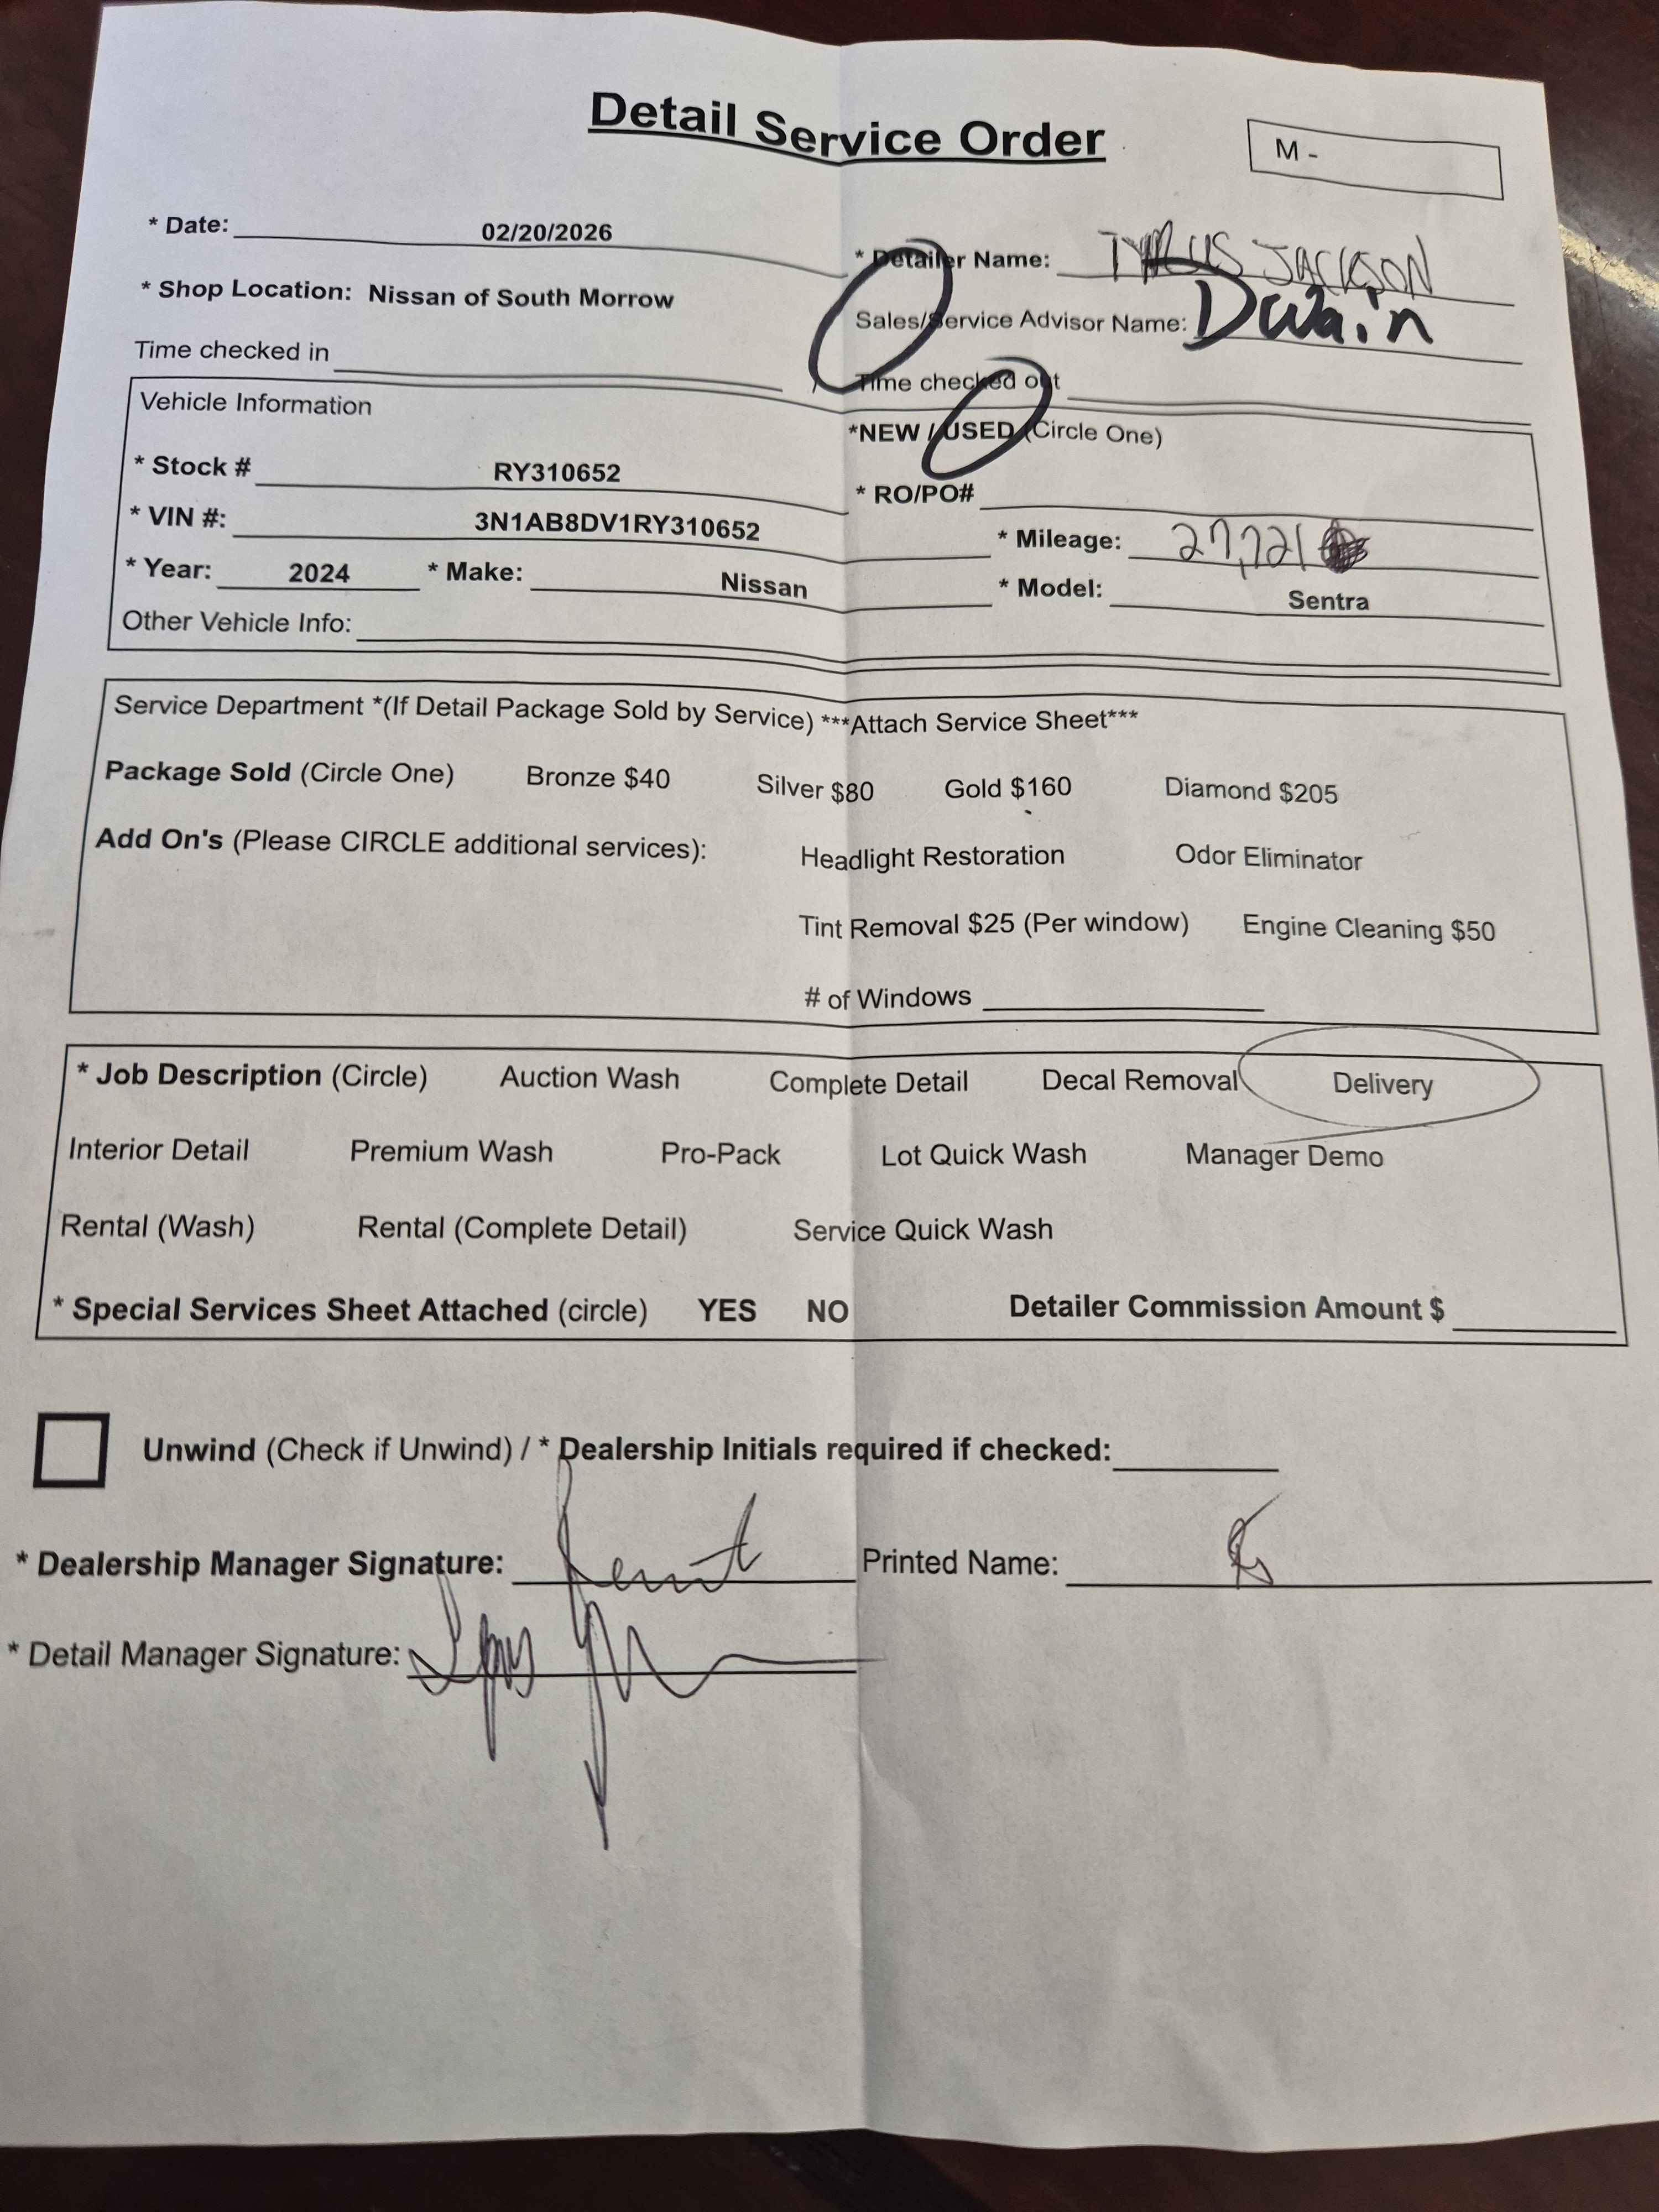 Detail Service Order
M -
* Date: 02/20/2026
* Detailer Name: JACKSON
* Shop Location: Nissan of South Morrow
Sales/Service Advisor Name: Dwain
Time checked in
Time checked out
Vehicle Information
*NEW / USED (Circle One)
* Stock # RY310652
* RO/PO#
* VIN #: 3N1AB8DV1RY310652
* Mileage: 27,721
* Year: 2024 * Make: Nissan * Model: Sentra
Other Vehicle Info:
Service Department *(If Detail Package Sold by Service) ***Attach Service Sheet***
Package Sold (Circle One) Bronze $40 Silver $80 Gold $160 Diamond $205
Add On's (Please CIRCLE additional services): Headlight Restoration Odor Eliminator
Tint Removal $25 (Per window) Engine Cleaning $50
# of Windows
* Job Description (Circle) Auction Wash Complete Detail Decal Removal Delivery
Interior Detail Premium Wash Pro-Pack Lot Quick Wash Manager Demo
Rental (Wash) Rental (Complete Detail) Service Quick Wash
* Special Services Sheet Attached (circle) YES NO Detailer Commission Amount $
Unwind (Check if Unwind) / * Dealership Initials required if checked:
* Dealership Manager Signature: Printed Name:
* Detail Manager Signature: